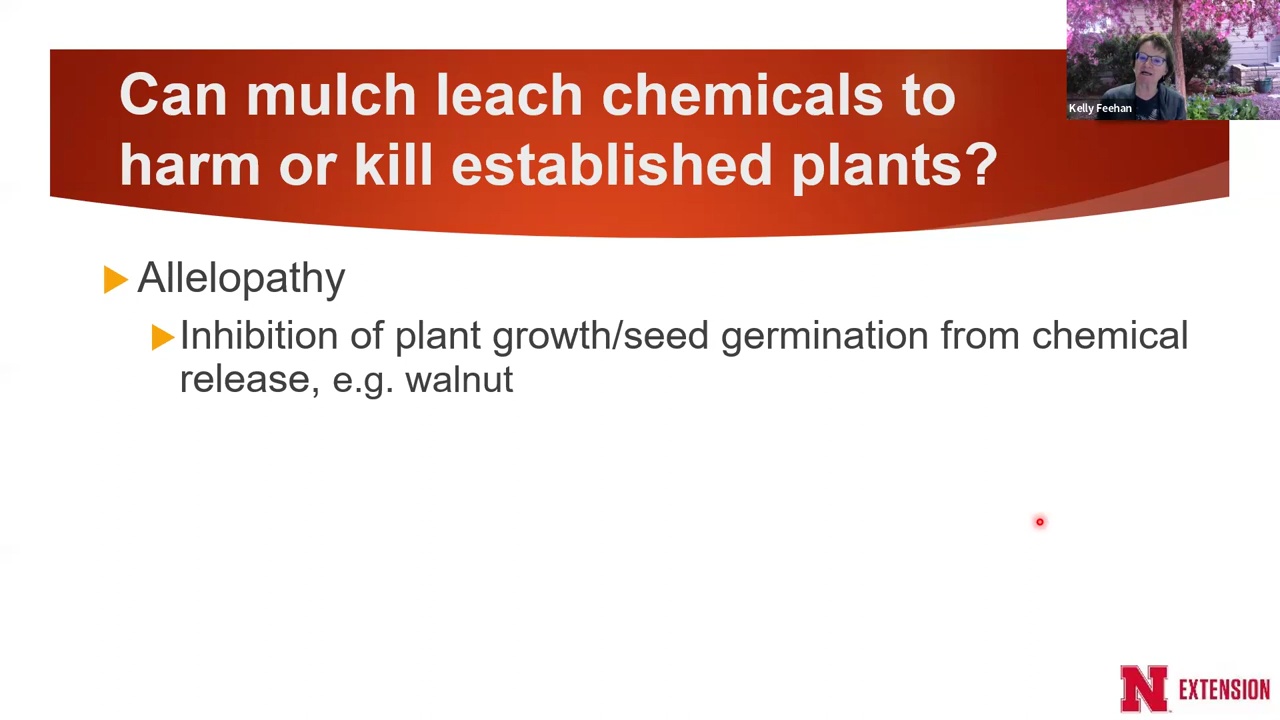 Can mulch leach chemicals to
harm or kill established plants?
Kelly Feehan
Allelopathy
Inhibition of plant growth/seed germination from chemical
release, e.g. walnut
N EXTENSION